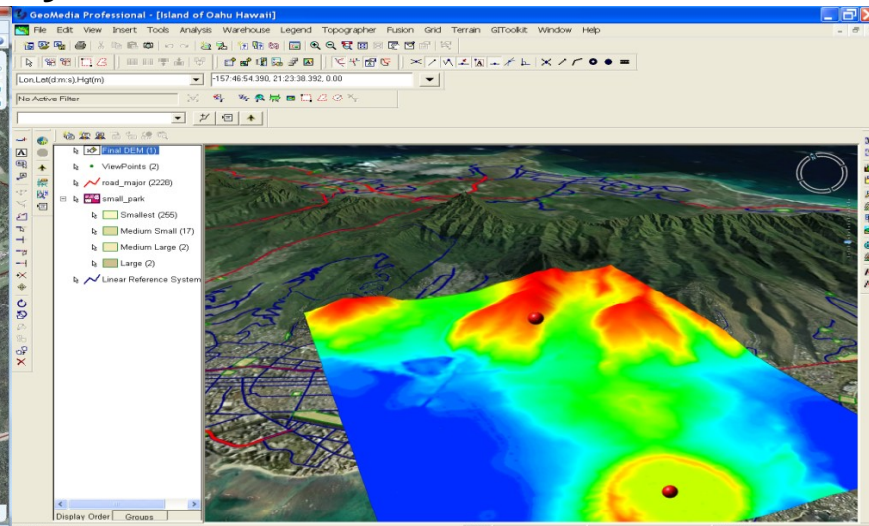 GeoMedia Professional - [Island of Oahu Hawaii]
File Edit View Insert Tools Analysis Warehouse Legend Topographer Fusion Grid Terrain GIToolkit Window Help
Lon,Lat(d:m:s),Hgt(m) -157:46:54.390, 21:23:38.392, 0.00
No Active Filter
Final DEM (1)
ViewPoints (2)
road_major (2228)
small_park
Smallest (255)
Medium Small (17)
Medium Large (2)
Large (2)
Linear Reference System
Display Order Groups